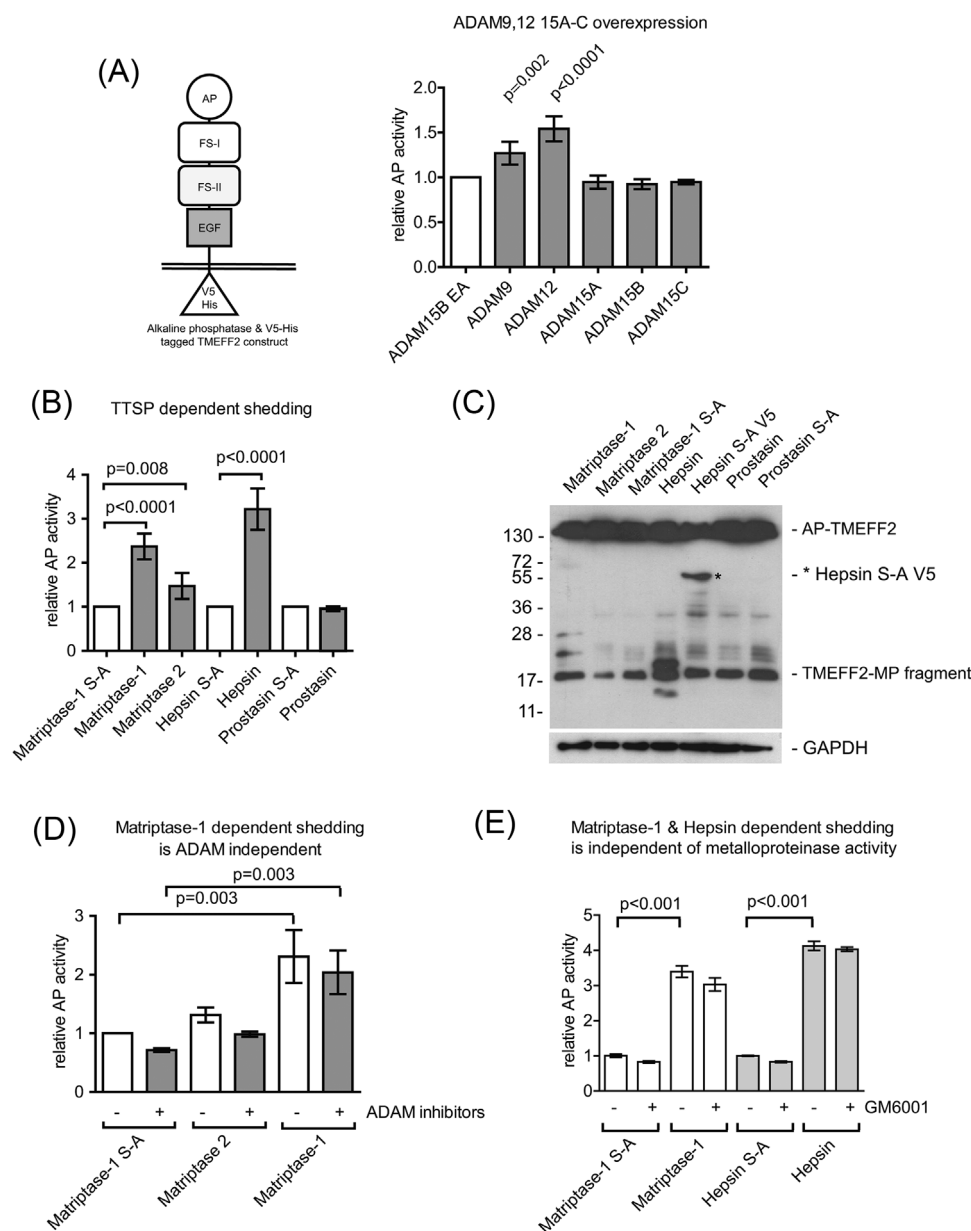 (A)
AP
FS-I
FS-II
EGF
V5
His
Alkaline phosphatase & V5-His
tagged TMEFF2 construct
ADAM9,12 15A-C overexpression
p=0.002
p<0.0001
relative AP activity
2.0
1.5
1.0
0.5
0.0
ADAM15B EA
ADAM9
ADAM12
ADAM15A
ADAM15B
ADAM15C
(B)
TTSP dependent shedding
p<0.0001
p=0.008
p<0.0001
relative AP activity
4
3
2
1
0
Matriptase-1 S-A
Matriptase-1
Matriptase 2
Hepsin S-A
Hepsin
Prostasin S-A
Prostasin
(C)
Matriptase-1
Matriptase 2
Matriptase-1 S-A
Hepsin
Hepsin S-A V5
Prostasin
Prostasin S-A
130 -
72 -
55 -
36 -
28 -
17-
11-
*
- AP-TMEFF2
- * Hepsin S-A V5
- TMEFF2-MP fragment
- GAPDH
(D)
Matriptase-1 dependent shedding
is ADAM independent
p=0.003
p=0.003
relative AP activity
3
2
1
0
- + - + - + ADAM inhibitors
Matriptase-1 S-A
Matriptase 2
Matriptase-1
(E)
Matriptase-1 & Hepsin dependent shedding
is independent of metalloproteinase activity
p<0.001 p<0.001
relative AP activity
5
4
3
2
1
0
- + - + - + - + GM6001
Matriptase-1 S-A
Matriptase-1
Hepsin S-A
Hepsin